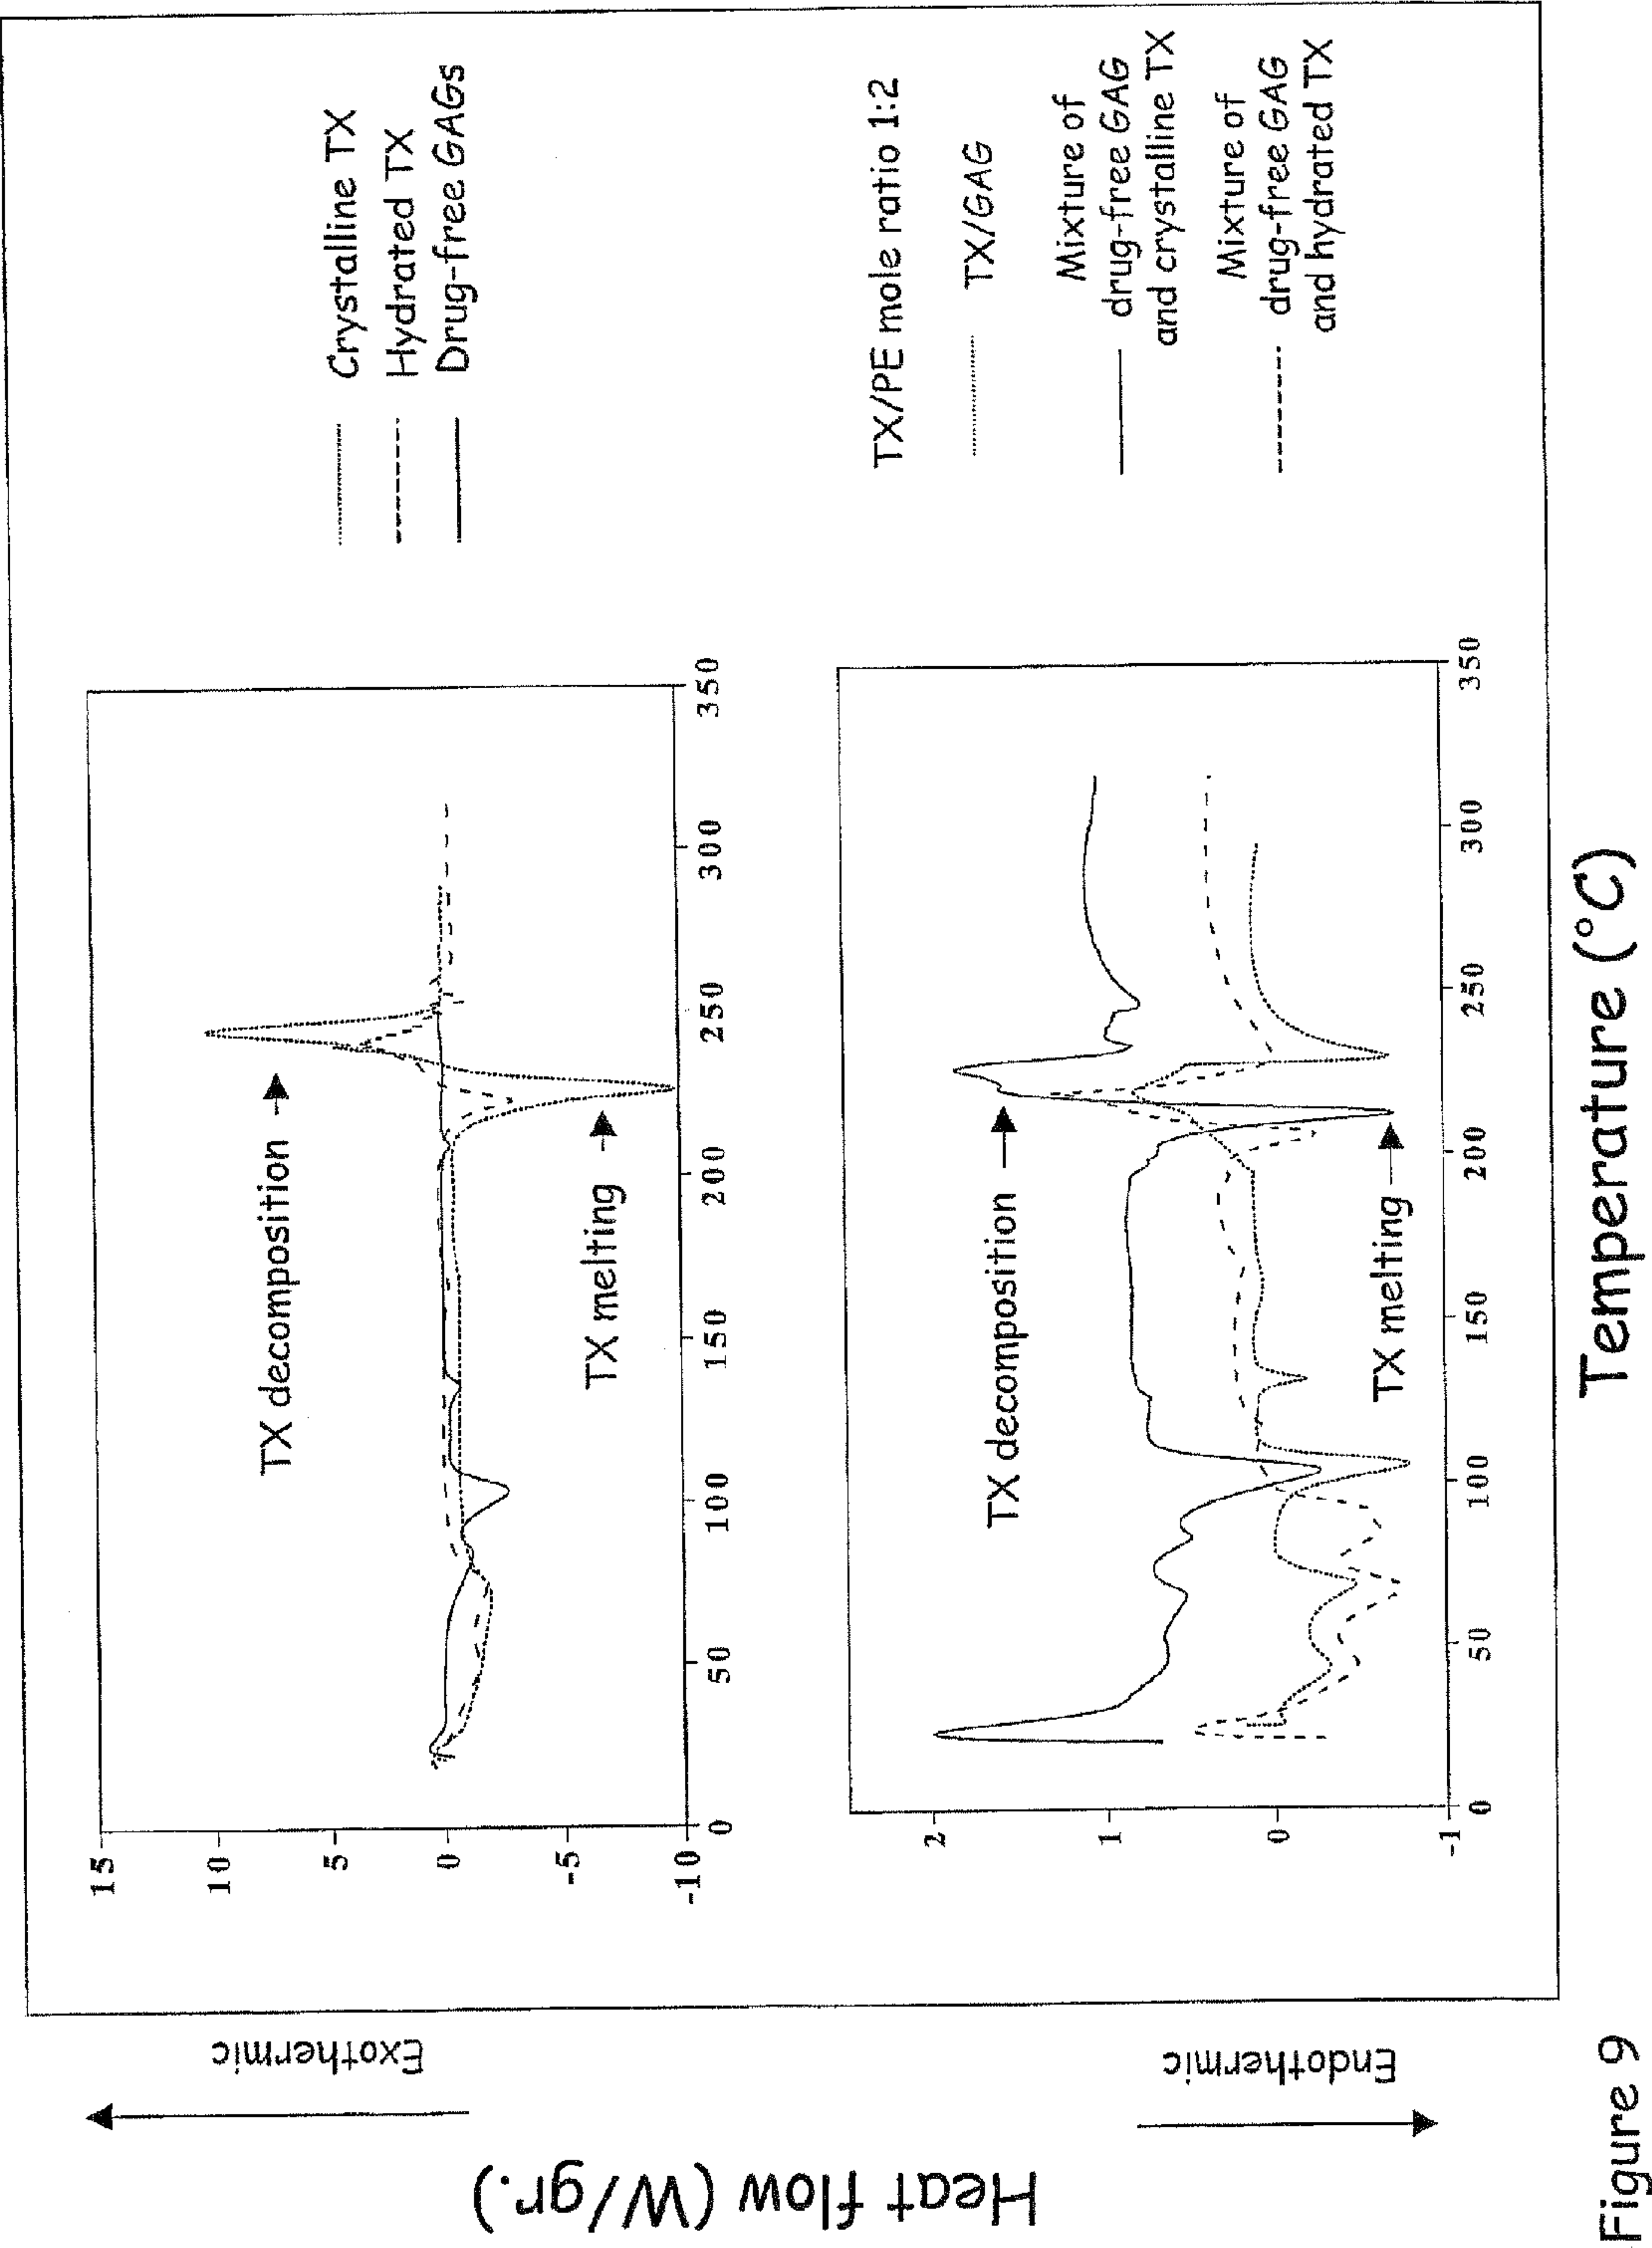 Heat flow (W/gr.)
Exothermic
Endothermic
15
10
5
0
-5
-10
0
50
100
150
200
250
300
350
TX decomposition
TX melting
Crystalline TX
Hydrated TX
Drug-free GAGs
2
1
0
-1
0
50
100
150
200
250
300
350
TX decomposition
TX melting
TX/PE mole ratio 1:2
TX/GAG
Mixture of
drug-free GAG
and crystalline TX
Mixture of
drug-free GAG
and hydrated TX
Temperature (°C)
Figure 9